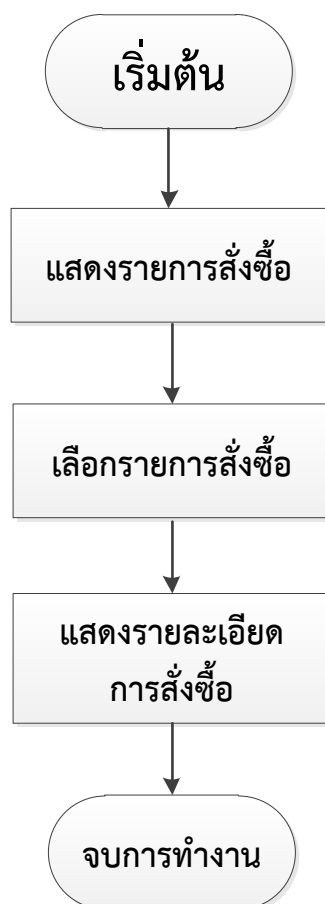 เริ่มต้น
แสดงรายการสั่งซื้อ
เลือกรายการสั่งซื้อ
แสดงรายละเอียด
การสั่งซื้อ
จบการทำงาน